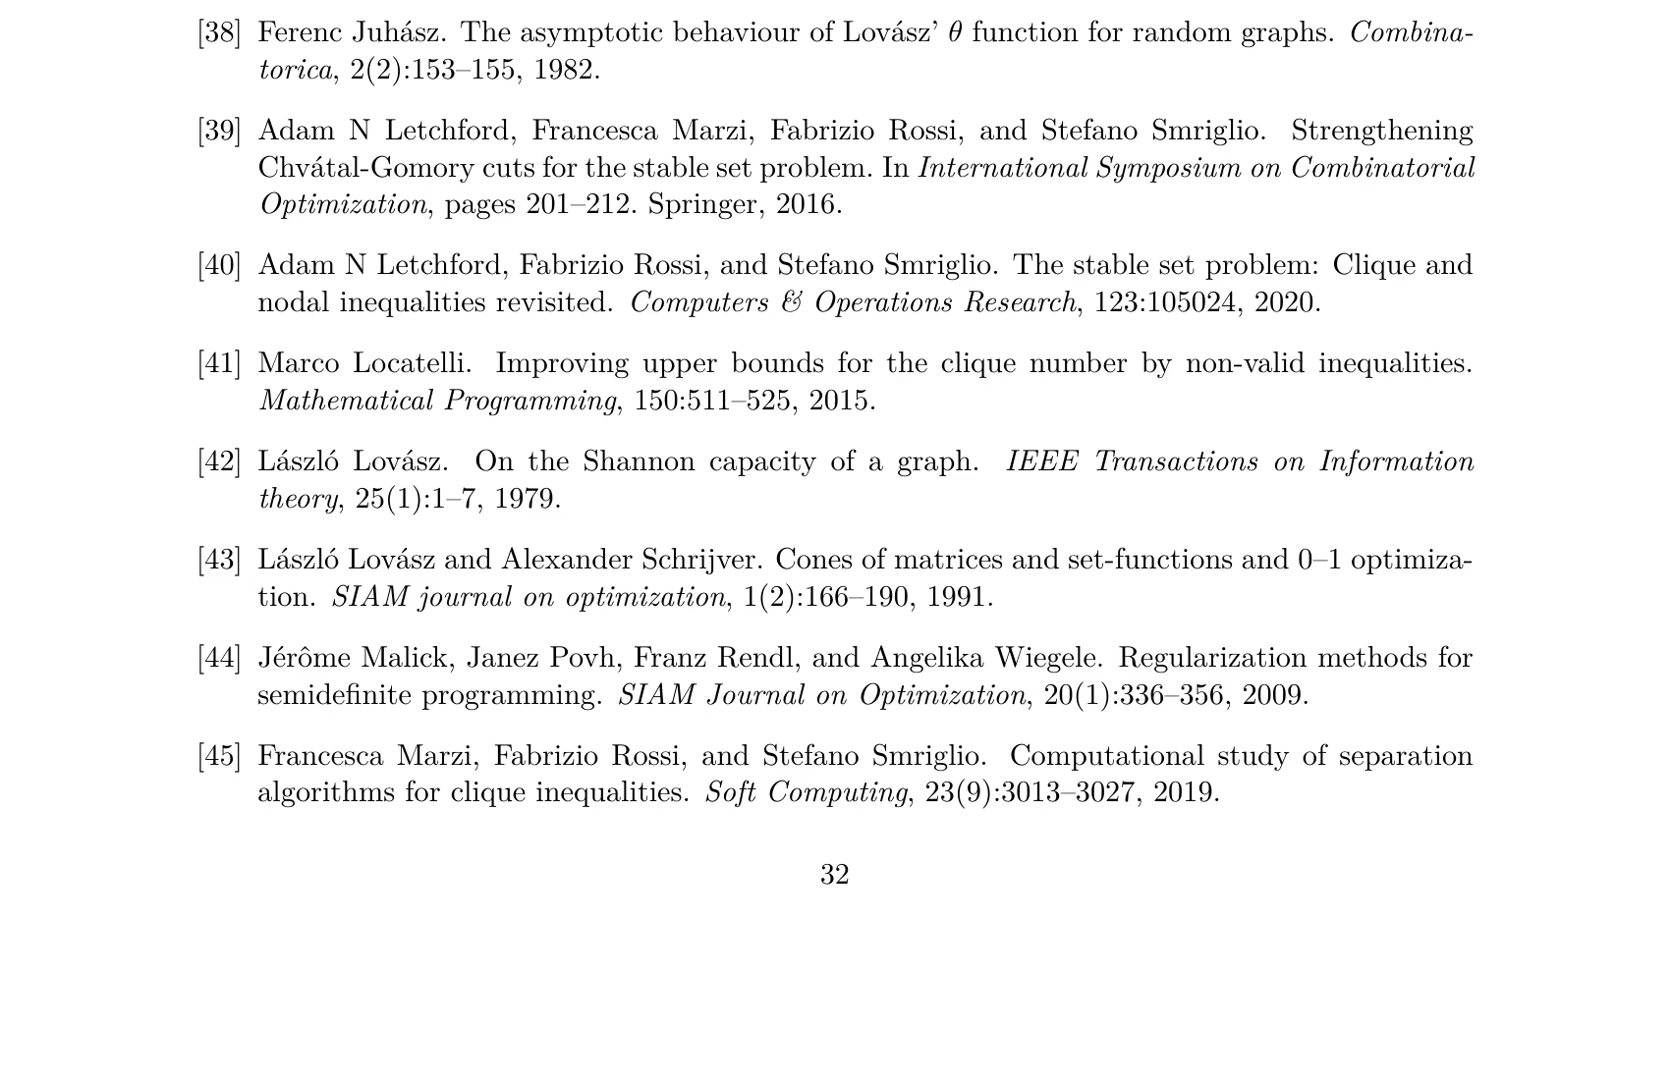 [38] Ferenc Juhász. The asymptotic behaviour of Lovász’ θ function for random graphs. Combina-
torica, 2(2):153–155, 1982.
[39] Adam N Letchford, Francesca Marzi, Fabrizio Rossi, and Stefano Smriglio. Strengthening
Chvátal-Gomory cuts for the stable set problem. In International Symposium on Combinatorial
Optimization, pages 201–212. Springer, 2016.
[40] Adam N Letchford, Fabrizio Rossi, and Stefano Smriglio. The stable set problem: Clique and
nodal inequalities revisited. Computers & Operations Research, 123:105024, 2020.
[41] Marco Locatelli. Improving upper bounds for the clique number by non-valid inequalities.
Mathematical Programming, 150:511–525, 2015.
[42] László Lovász. On the Shannon capacity of a graph. IEEE Transactions on Information
theory, 25(1):1–7, 1979.
[43] László Lovász and Alexander Schrijver. Cones of matrices and set-functions and 0–1 optimiza-
tion. SIAM journal on optimization, 1(2):166–190, 1991.
[44] Jérôme Malick, Janez Povh, Franz Rendl, and Angelika Wiegele. Regularization methods for
semidefinite programming. SIAM Journal on Optimization, 20(1):336–356, 2009.
[45] Francesca Marzi, Fabrizio Rossi, and Stefano Smriglio. Computational study of separation
algorithms for clique inequalities. Soft Computing, 23(9):3013–3027, 2019.
32